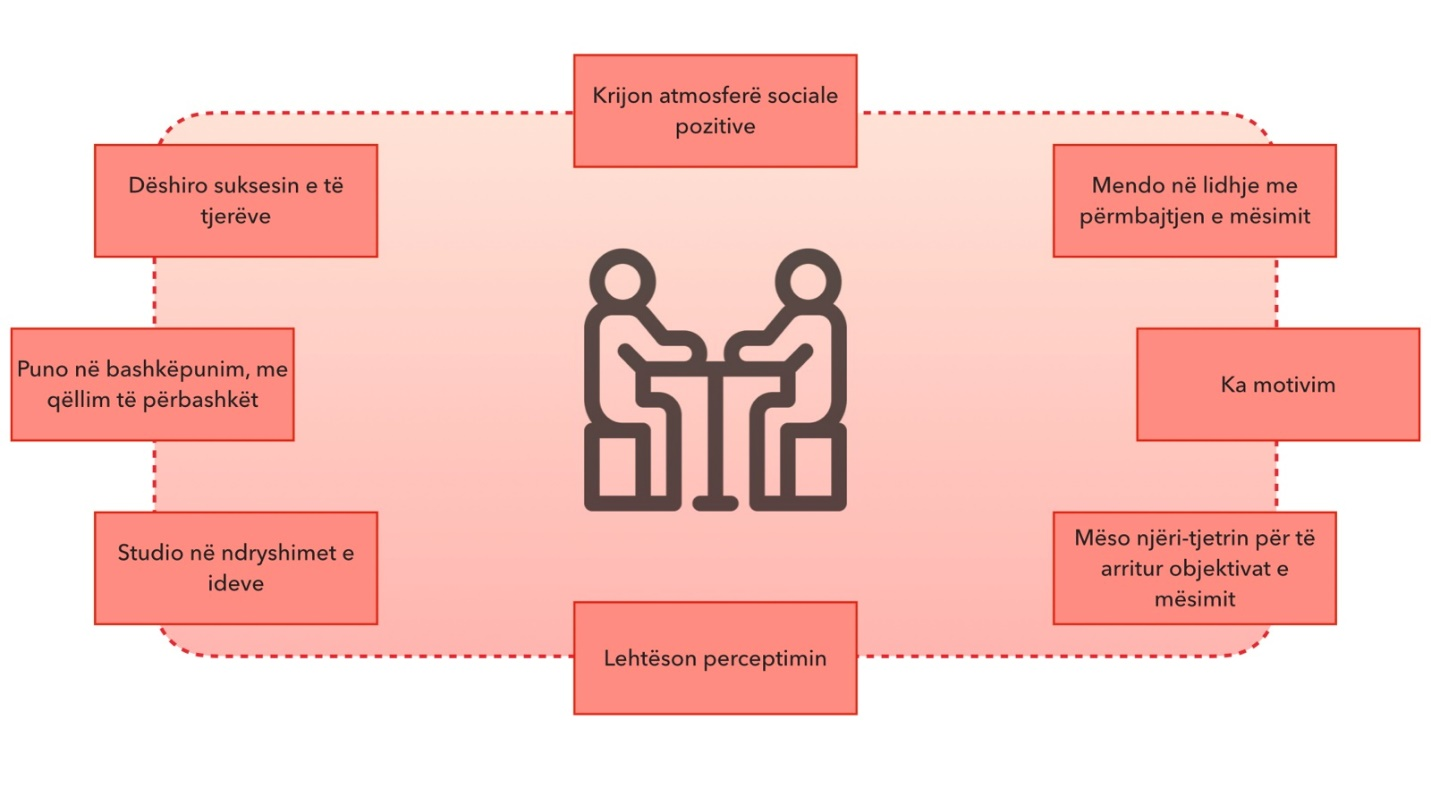 Krijon atmosferë sociale
pozitive
Dëshiro suksesin e të
tjerëve
Mendo në lidhje me
përmbajtjen e mësimit
Puno në bashkëpunim, me
qëllim të përbashkët
Ka motivim
Studio në ndryshimet e
ideve
Mëso njëri-tjetrin për të
arritur objektivat e
mësimit
Lehtëson perceptimin